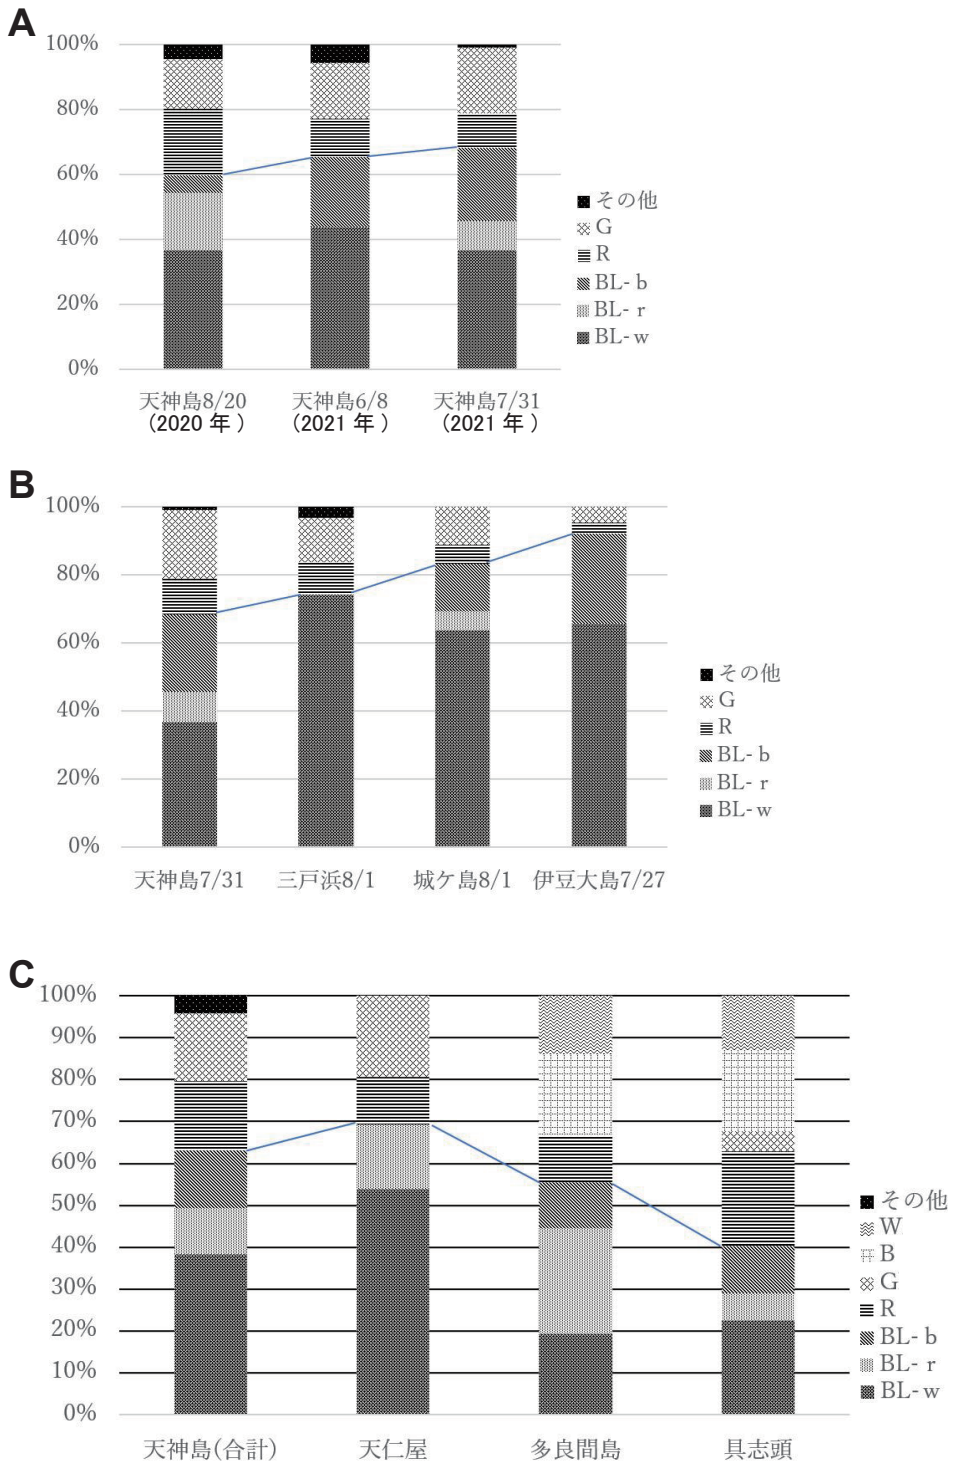 A
100%
80%
60%
40%
20%
0%
天神島8/20
（2020 年 ）
天神島6/8
（2021 年 ）
天神島7/31
（2021 年 ）
その他
G
R
BL- b
BL- r
BL-w
B
100%
80%
60%
40%
20%
0%
天神島7/31
三戸浜8/1
城ケ島8/1
伊豆大島7/27
その他
G
R
BL- b
BL- r
BL-w
C
100%
90%
80%
70%
60%
50%
40%
30%
20%
10%
0%
天神島(合計)
天仁屋
多良間島
具志頭
その他
W
B
G
R
BL- b
BL- r
BL-w